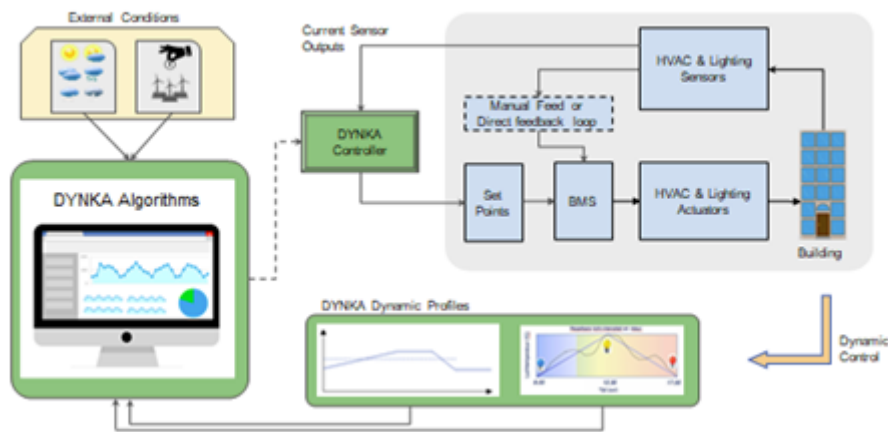 External Conditions
Current Sensor
Outputs
HVAC & Lighting
Sensors
Manual Feed or
Direct feedback loop
DYNKA
Controller
DYNKA Algorithms
Set
Points
BMS
HVAC & Lighting
Actuators
Building
DYNKA Dynamic Profiles
Dynamic
Control